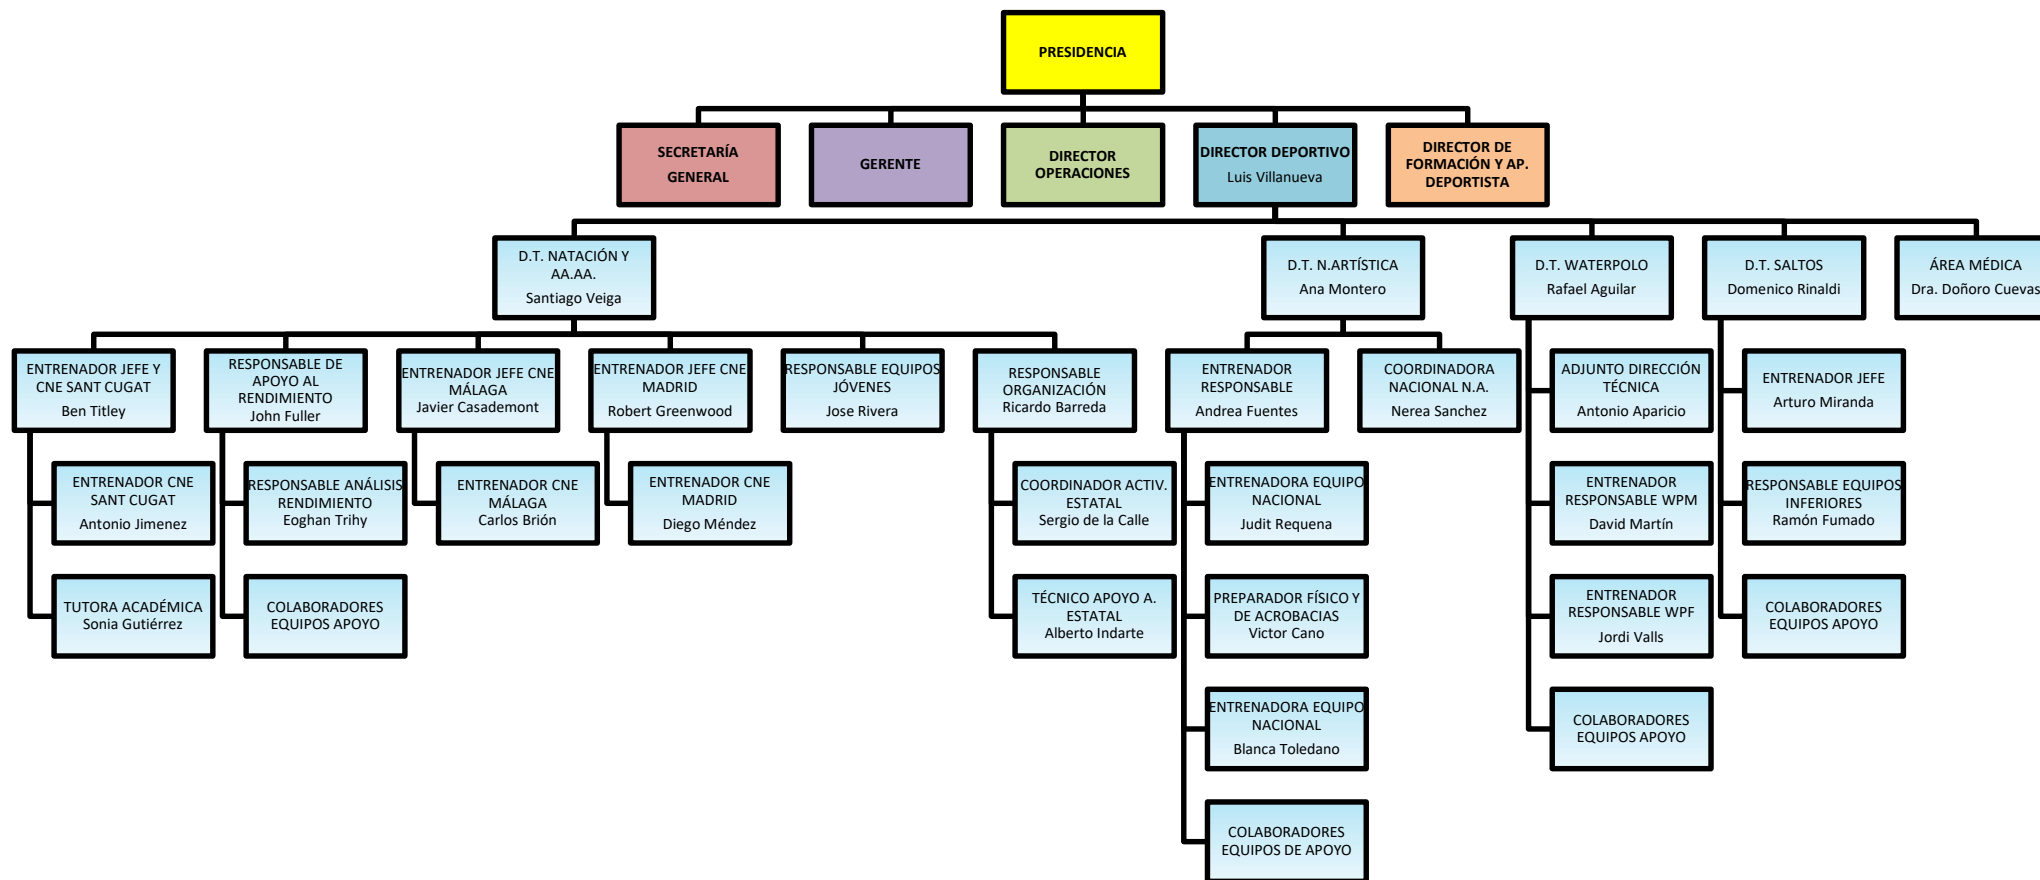 PRESIDENCIA
SECRETARÍA
GENERAL
GERENTE
DIRECTOR
OPERACIONES
DIRECTOR DEPORTIVO
Luis Villanueva
DIRECTOR DE
FORMACIÓN Y AP.
DEPORTISTA
D.T. NATACIÓN Y
AA.AA.
Santiago Veiga
D.T. N.ARTÍSTICA
Ana Montero
D.T. WATERPOLO
Rafael Aguilar
D.T. SALTOS
Domenico Rinaldi
ÁREA MÉDICA
Dra. Doñoro Cuevas
ENTRENADOR JEFE Y
CNE SANT CUGAT
Ben Titley
RESPONSABLE DE
APOYO AL
RENDIMIENTO
John Fuller
ENTRENADOR JEFE CNE
MÁLAGA
Javier Casademont
ENTRENADOR JEFE CNE
MADRID
Robert Greenwood
RESPONSABLE EQUIPOS
JÓVENES
Jose Rivera
RESPONSABLE
ORGANIZACIÓN
Ricardo Barreda
ENTRENADOR
RESPONSABLE
Andrea Fuentes
COORDINADORA
NACIONAL N.A.
Nerea Sanchez
ADJUNTO DIRECCIÓN
TÉCNICA
Antonio Aparicio
ENTRENADOR JEFE
Arturo Miranda
ENTRENADOR CNE
SANT CUGAT
Antonio Jimenez
RESPONSABLE ANÁLISIS
RENDIMIENTO
Eoghan Trihy
ENTRENADOR CNE
MÁLAGA
Carlos Brión
ENTRENADOR CNE
MADRID
Diego Méndez
COORDINADOR ACTIV.
ESTATAL
Sergio de la Calle
ENTRENADORA EQUIPO
NACIONAL
Judit Requena
ENTRENADOR
RESPONSABLE WPM
David Martín
RESPONSABLE EQUIPOS
INFERIORES
Ramón Fumado
TUTORA ACADÉMICA
Sonia Gutiérrez
COLABORADORES
EQUIPOS APOYO
TÉCNICO APOYO A.
ESTATAL
Alberto Indarte
PREPARADOR FÍSICO Y
DE ACROBACIAS
Victor Cano
ENTRENADOR
RESPONSABLE WPF
Jordi Valls
COLABORADORES
EQUIPOS APOYO
ENTRENADORA EQUIPO
NACIONAL
Blanca Toledano
COLABORADORES
EQUIPOS APOYO
COLABORADORES
EQUIPOS DE APOYO